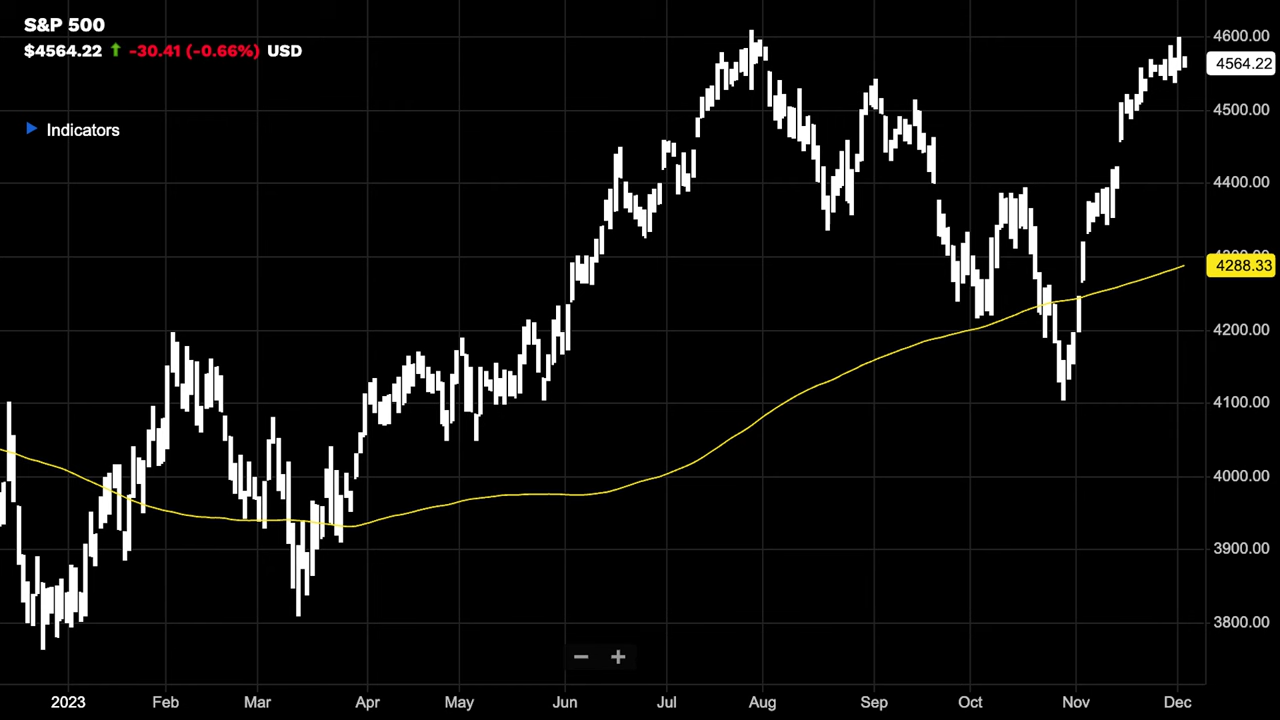 S&P 500
$4564.22 ↑ -30.41 (-0.66%) USD
Indicators
4600.00
4564.22
4500.00
4400.00
4288.33
4200.00
4100.00
4000.00
3900.00
3800.00
− +
2023 Feb Mar Apr May Jun Jul Aug Sep Oct Nov Dec